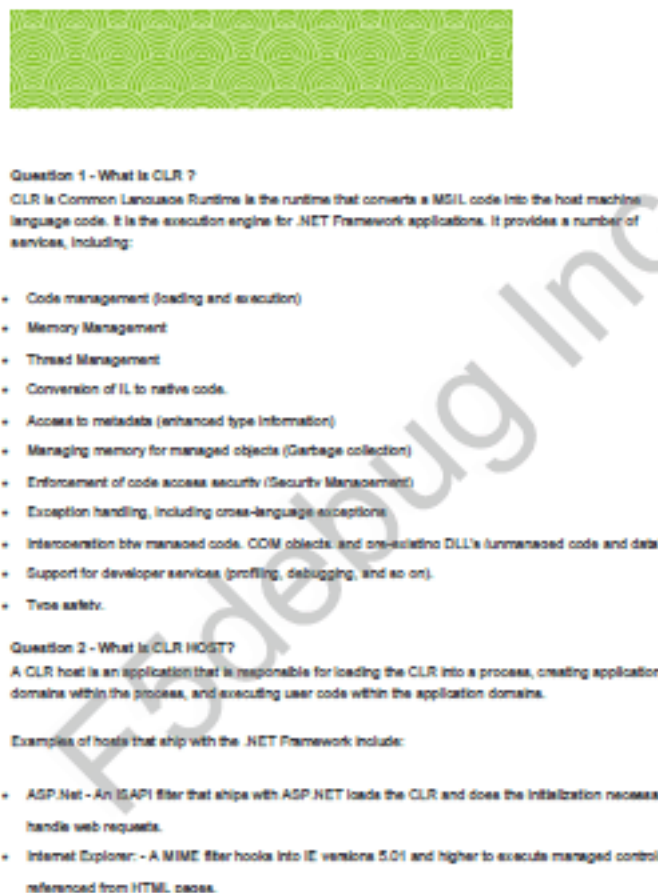 Question 1 - What is CLR ?
CLR is Common Language Runtime is the runtime that converts a MSIL code into the host machine
language code. It is the execution engine for .NET Framework applications. It provides a number of
services, including:
• Code management (loading and execution)
• Memory Management
• Thread Management
• Conversion of IL to native code.
• Access to metadata (enhanced type information)
• Managing memory for managed objects (Garbage collection)
• Enforcement of code access security (Security Management)
• Exception handling, including cross-language exceptions
• Interoperation btw managed code, COM objects, and pre-existing DLL's (unmanaged code and data
• Support for developer services (profiling, debugging, and so on).
• Type safety.
Question 2 - What is CLR HOST?
A CLR host is an application that is responsible for loading the CLR into a process, creating application
domains within the process, and executing user code within the application domains.
Examples of hosts that ship with the .NET Framework include:
• ASP.Net - An ISAPI filter that ships with ASP.NET loads the CLR and does the initialization
handle web requests.
• Internet Explorer: - A MIME filter hooks into IE versions 5.01 and higher to execute managed
referenced from HTML pages.
F5debug Inc